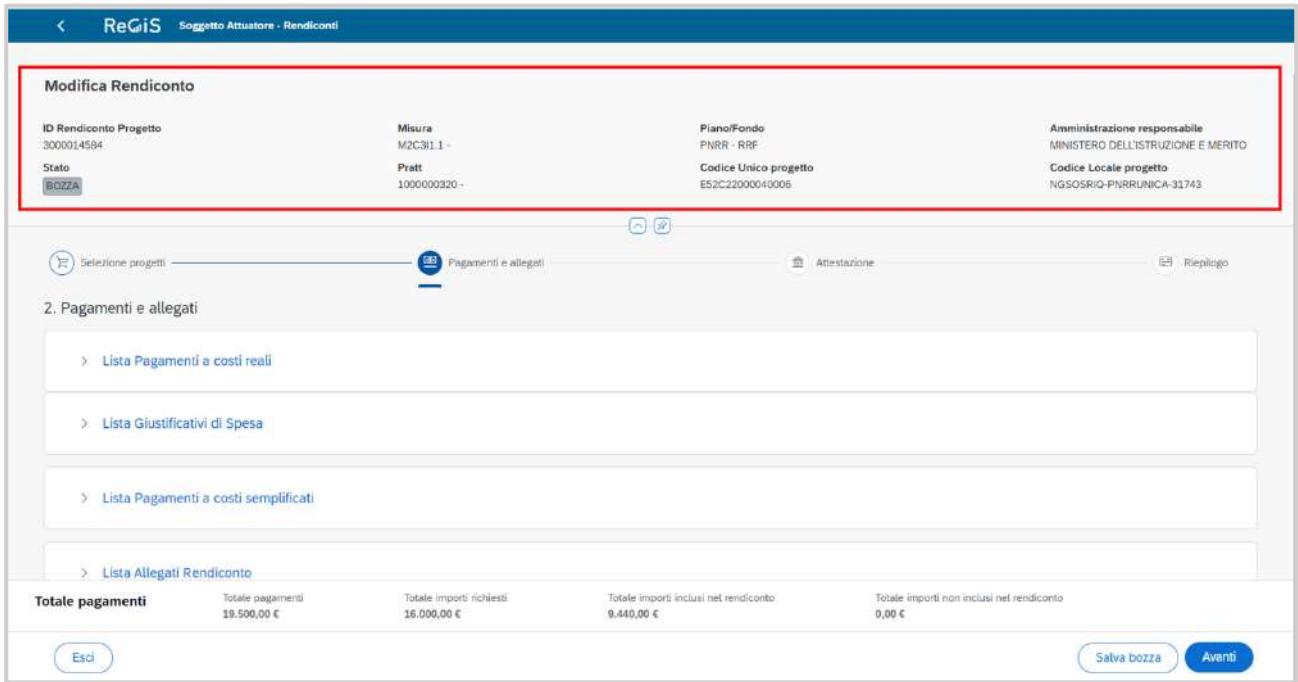 ReGiS Soggetto Attuatore - Rendiconti
Modifica Rendiconto
ID Rendiconto Progetto
3000014584
Misura
M2C3I1.1 -
Piano/Fondo
PNRR - RRF
Amministrazione responsabile
MINISTERO DELL'ISTRUZIONE E MERITO
Stato
BOZZA
Pratt
1000000320 -
Codice Unico progetto
E52C22000040006
Codice Locale progetto
NGSOSRIQ-PNRRUNICA-31743
Selezione progetti
Pagamenti e allegati
Attestazione
Riepilogo
2. Pagamenti e allegati
Lista Pagamenti a costi reali
Lista Giustificativi di Spesa
Lista Pagamenti a costi semplificati
Lista Allegati Rendiconto
Totale pagamenti
Totale pagamenti
19.500,00 €
Totale importi richiesti
16.000,00 €
Totale importi inclusi nel rendiconto
9.440,00 €
Totale importi non inclusi nel rendiconto
0,00 €
Esci
Salva bozza
Avanti